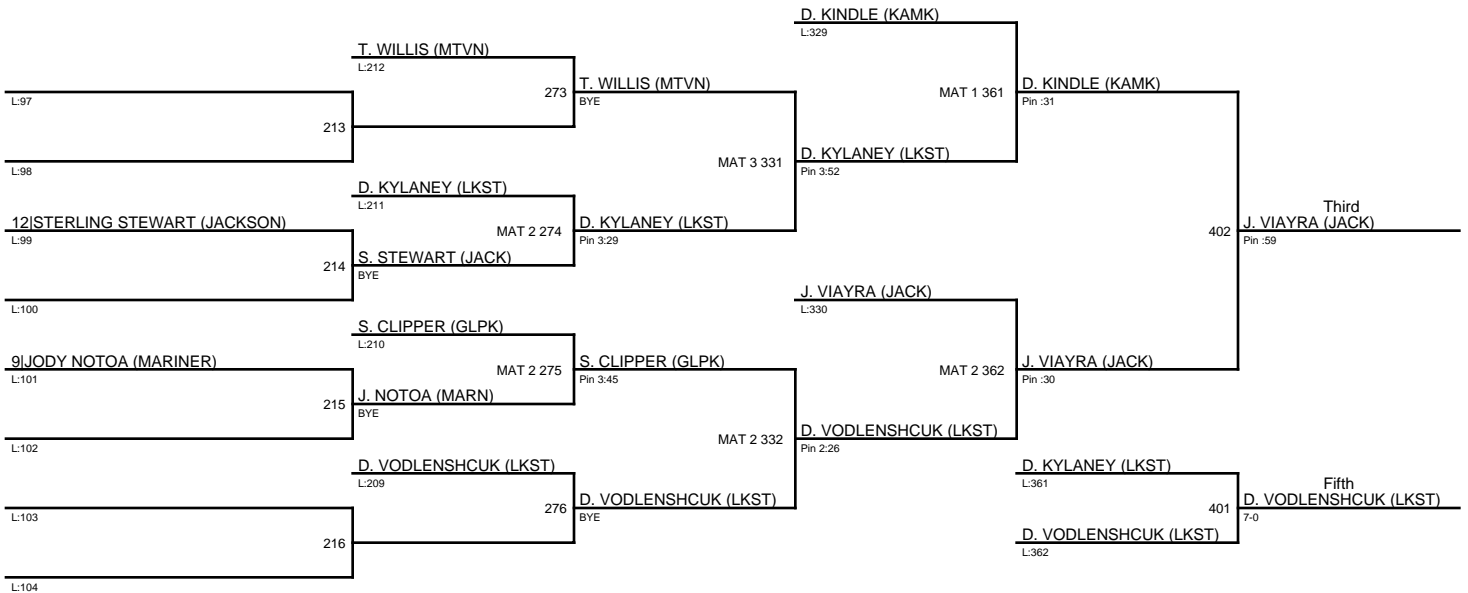 D. KINDLE (KAMK)
L:329
T. WILLIS (MTVN)
L:212
273
T. WILLIS (MTVN)
BYE
MAT 1 361
D. KINDLE (KAMK)
Pin :31
L:97
213
L:98
MAT 3 331
D. KYLANEY (LKST)
Pin 3:52
D. KYLANEY (LKST)
L:211
12|STERLING STEWART (JACKSON)
L:99
MAT 2 274
D. KYLANEY (LKST)
Pin 3:29
214
S. STEWART (JACK)
BYE
L:100
402
Third
J. VIAYRA (JACK)
Pin :59
J. VIAYRA (JACK)
L:330
S. CLIPPER (GLPK)
L:210
9|JODY NOTOA (MARINER)
L:101
MAT 2 275
S. CLIPPER (GLPK)
Pin 3:45
MAT 2 362
J. VIAYRA (JACK)
Pin :30
215
J. NOTOA (MARN)
BYE
L:102
MAT 2 332
D. VODLENSHCUK (LKST)
Pin 2:26
D. VODLENSHCUK (LKST)
L:209
D. KYLANEY (LKST)
L:361
L:103
276
D. VODLENSHCUK (LKST)
BYE
401
Fifth
D. VODLENSHCUK (LKST)
7-0
216
D. VODLENSHCUK (LKST)
L:362
L:104